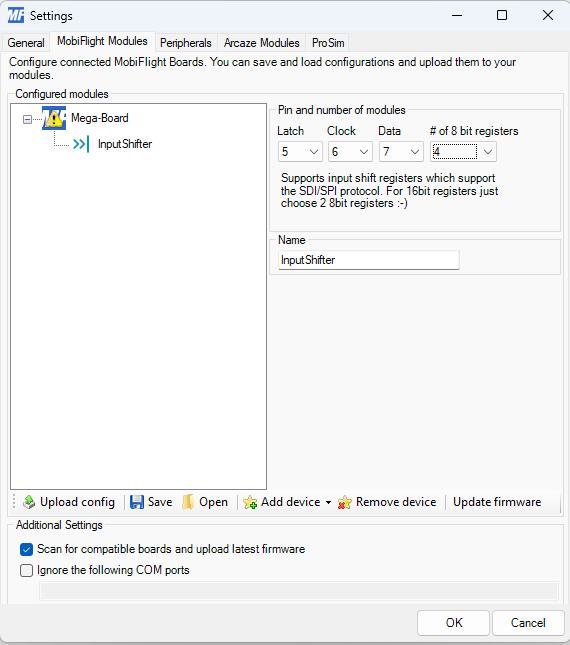 MF Settings
General MobiFlight Modules Peripherals Arcaze Modules ProSim
Configure connected MobiFlight Boards. You can save and load configurations and upload them to your
modules.
Configured modules
Mega-Board
InputShifter
Pin and number of modules
Latch Clock Data # of 8 bit registers
5 6 7 4
Supports input shift registers which support
the SDI/SPI protocol. For 16bit registers just
choose 2 8bit registers :-)
Name
InputShifter
Upload config Save Open Add device Remove device Update firmware
Additional Settings
Scan for compatible boards and upload latest firmware
Ignore the following COM ports
OK Cancel